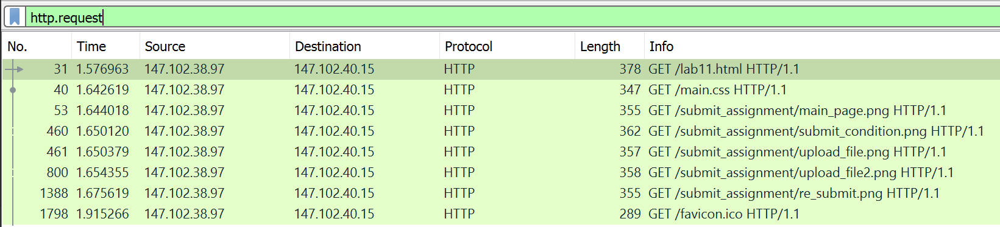 http.request
No. Time Source Destination Protocol Length Info
31 1.576963 147.102.38.97 147.102.40.15 HTTP 378 GET /lab11.html HTTP/1.1
40 1.642619 147.102.38.97 147.102.40.15 HTTP 347 GET /main.css HTTP/1.1
53 1.644018 147.102.38.97 147.102.40.15 HTTP 355 GET /submit_assignment/main_page.png HTTP/1.1
460 1.650120 147.102.38.97 147.102.40.15 HTTP 362 GET /submit_assignment/submit_condition.png HTTP/1.1
461 1.650379 147.102.38.97 147.102.40.15 HTTP 357 GET /submit_assignment/upload_file.png HTTP/1.1
800 1.654355 147.102.38.97 147.102.40.15 HTTP 358 GET /submit_assignment/upload_file2.png HTTP/1.1
1388 1.675619 147.102.38.97 147.102.40.15 HTTP 355 GET /submit_assignment/re_submit.png HTTP/1.1
1798 1.915266 147.102.38.97 147.102.40.15 HTTP 289 GET /favicon.ico HTTP/1.1